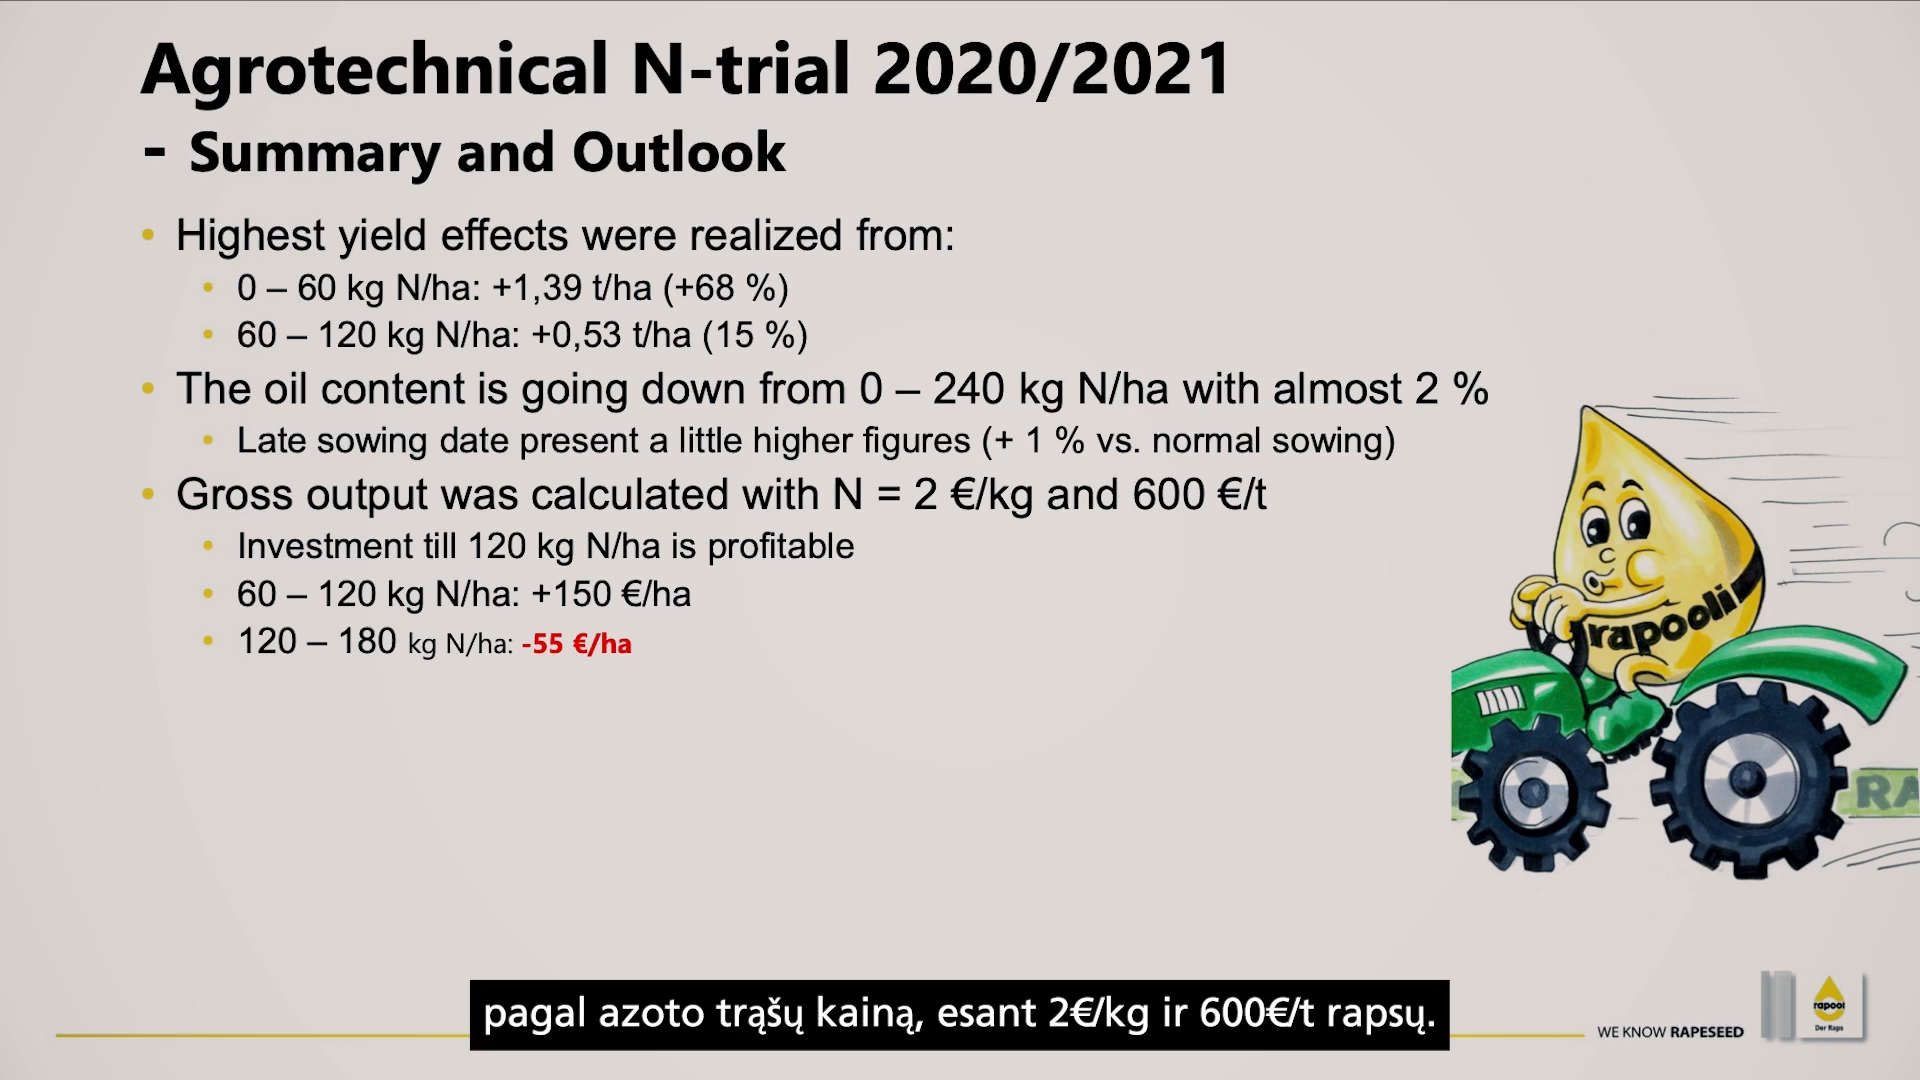 Agrotechnical N-trial 2020/2021
- Summary and Outlook
• Highest yield effects were realized from:
• 0 – 60 kg N/ha: +1,39 t/ha (+68 %)
• 60 – 120 kg N/ha: +0,53 t/ha (15 %)
• The oil content is going down from 0 – 240 kg N/ha with almost 2 %
• Late sowing date present a little higher figures (+ 1 % vs. normal sowing)
• Gross output was calculated with N = 2 €/kg and 600 €/t
• Investment till 120 kg N/ha is profitable
• 60 – 120 kg N/ha: +150 €/ha
• 120 – 180 kg N/ha: -55 €/ha
rapooli
RA
pagal azoto trąšų kainą, esant 2€/kg ir 600€/t rapsų.
WE KNOW RAPESEED
rapool
Der Raps